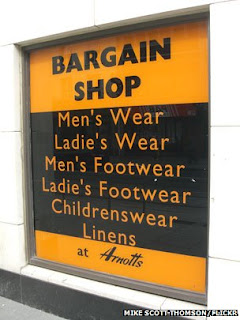 BARGAIN
SHOP
Men's Wear
Ladie's Wear
Men's Footwear
Ladie's Footwear
Childrenswear
Linens
at Arnotts
MIKE SCOTT-THOMSON/FLICKR